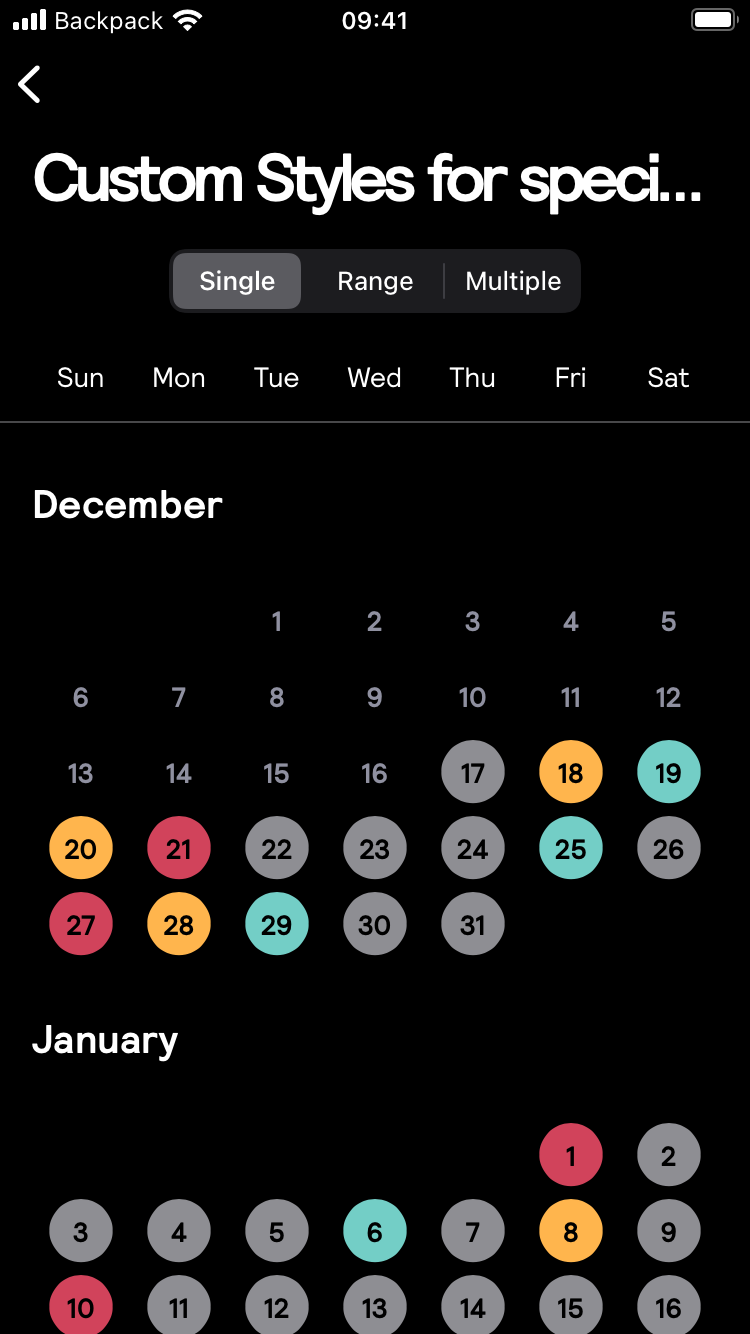 Backpack 09:41
Custom Styles for speci...
Single Range Multiple
Sun Mon Tue Wed Thu Fri Sat
December
1 2 3 4 5
6 7 8 9 10 11 12
13 14 15 16 17 18 19
20 21 22 23 24 25 26
27 28 29 30 31
January
1 2
3 4 5 6 7 8 9
10 11 12 13 14 15 16